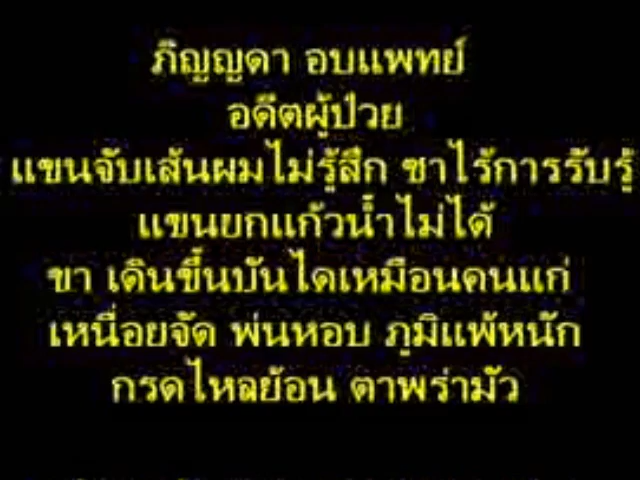 ภิญญดา อบแพทย์
อดีตผู้ป่วย
แขนจับเส้นผมไม่รู้สึก ชาไร้การรับรู้
แขนยกแก้วน้ำไม่ได้
ขา เดินขึ้นบันไดเหมือนคนแก่
เหนื่อยจัด พ่นหอบ ภูมิแพ้หนัก
กรดไหลย้อน ตาพร่ามัว